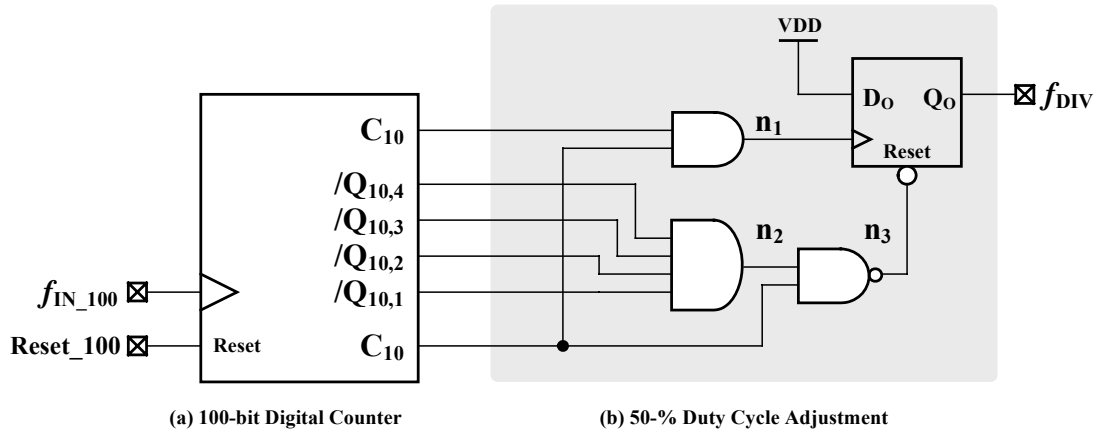 VDD
C10
n1
DO
QO
fDIV
Reset
/Q10,4
/Q10,3
/Q10,2
/Q10,1
n2
n3
fIN_100
Reset_100
Reset
C10
(a) 100-bit Digital Counter
(b) 50-% Duty Cycle Adjustment